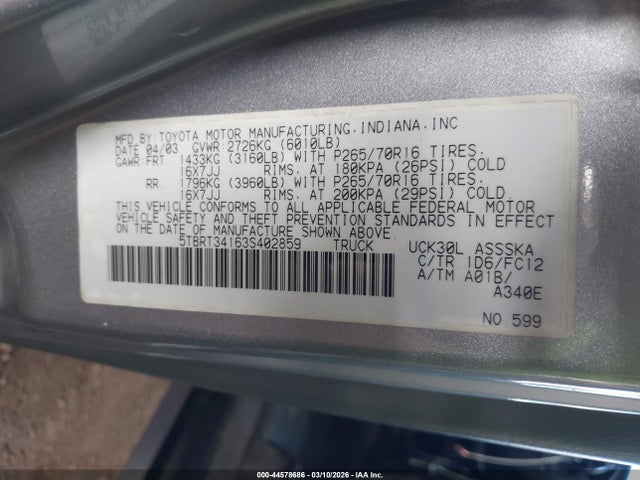 MFD.BY:TOYOTA MOTOR MANUFACTURING.INDIANA.INC
DATE 04/03 GVWR:2726KG (6010LB)
GAWR:FRT. 1433KG (3160LB) WITH P265/70R16 TIRES.
16X7JJ RIMS. AT 180KPA (26PSI) COLD
RR. 1796KG (3960LB) WITH P265/70R16 TIRES.
16X7JJ RIMS. AT 200KPA (29PSI) COLD
THIS VEHICLE CONFORMS TO ALL APPLICABLE FEDERAL MOTOR
VEHICLE SAFETY AND THEFT PREVENTION STANDARDS IN EFFECT
ON THE DATE OF MANUFACTURE SHOWN ABOVE.
5TBRT34163S402859 TRUCK UCK30L ASSSKA
C/TR 1D6/FC12
A/TM A01B/
A340E
NO 599
000-44578686 - 03/10/2026 - IAA Inc.